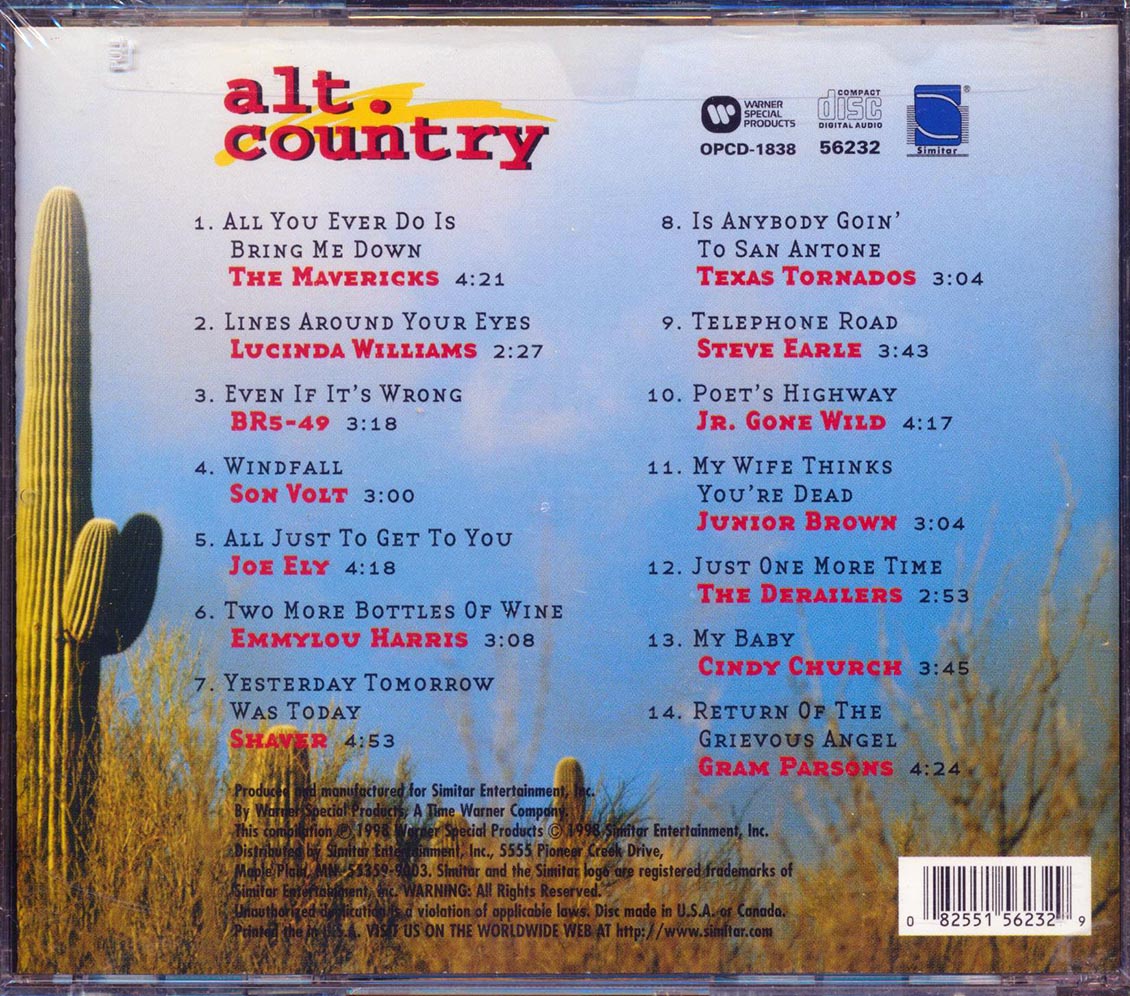 alt.
country
WARNER
SPECIAL
PRODUCTS
OPCD-1838
COMPACT
disc
DIGITAL AUDIO
56232
®
Simitar
1. ALL YOU EVER DO IS
BRING ME DOWN
THE MAVERICKS 4:21
2. LINES AROUND YOUR EYES
LUCINDA WILLIAMS 2:27
3. EVEN IF IT'S WRONG
BR5-49 3:18
4. WINDFALL
SON VOLT 3:00
5. ALL JUST TO GET TO YOU
JOE ELY 4:18
6. TWO MORE BOTTLES OF WINE
EMMYLOU HARRIS 3:08
7. YESTERDAY TOMORROW
WAS TODAY
SHAVER 4:53
8. IS ANYBODY GOIN'
TO SAN ANTONE
TEXAS TORNADOS 3:04
9. TELEPHONE ROAD
STEVE EARLE 3:43
10. POET'S HIGHWAY
JR. GONE WILD 4:17
11. MY WIFE THINKS
YOU'RE DEAD
JUNIOR BROWN 3:04
12. JUST ONE MORE TIME
THE DERAILERS 2:53
13. MY BABY
CINDY CHURCH 3:45
14. RETURN OF THE
GRIEVOUS ANGEL
GRAM PARSONS 4:24
Produced and manufactured for Simitar Entertainment, Inc.
By Warner Special Products, A Time Warner Company.
This compilation ℗ 1998 Warner Special Products © 1998 Simitar Entertainment, Inc.
Distributed by Simitar Entertainment, Inc., 5555 Pioneer Creek Drive,
Maple Plain, MN 55359-9003. Simitar and the Simitar logo are registered trademarks of
Simitar Entertainment, Inc. WARNING: All Rights Reserved.
Unauthorized duplication is a violation of applicable laws. Disc made in U.S.A. or Canada.
Printed the in U.S.A. VISIT US ON THE WORLDWIDE WEB AT http://www.simitar.com
0 82551 56232 9